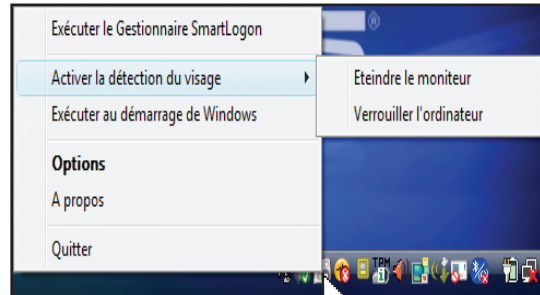 Exécuter le Gestionnaire SmartLogon
Activer la détection du visage
Eteindre le moniteur
Exécuter au démarrage de Windows
Verrouiller l'ordinateur
Options
A propos
Quitter
TPM
®